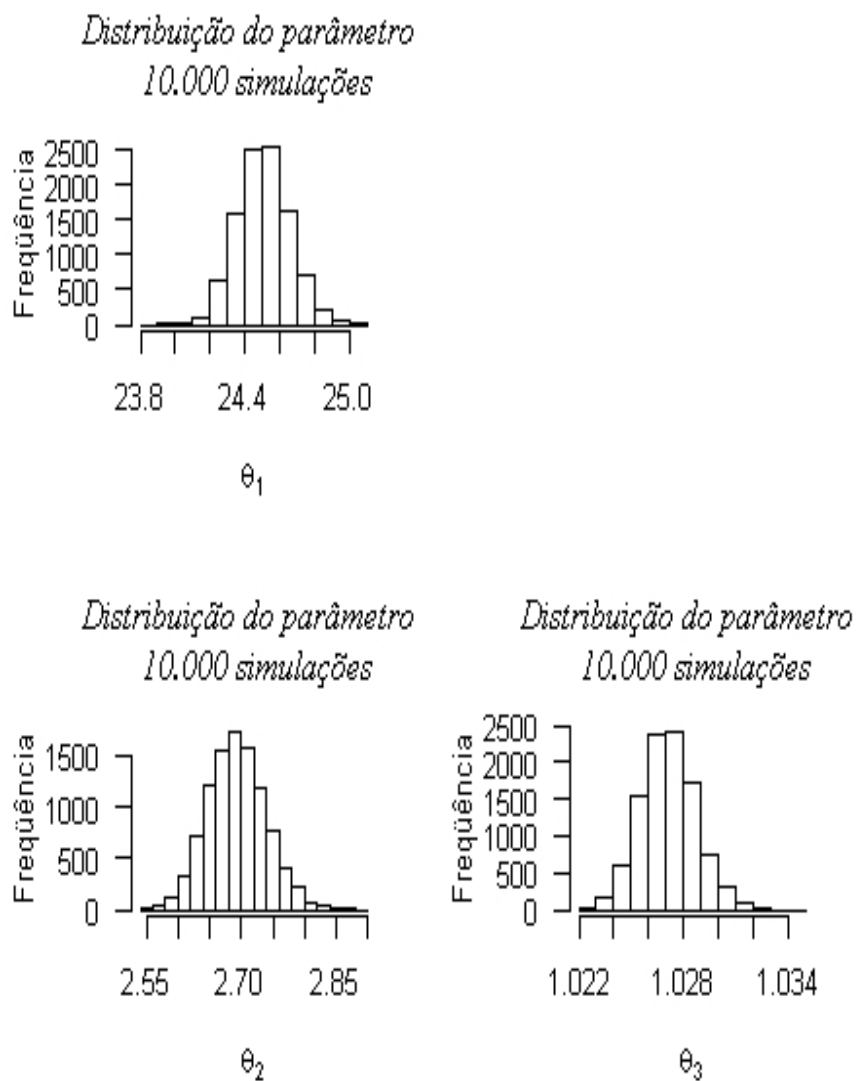 Distribuição do parâmetro
10.000 simulações
Freqüência
2500
2000
1500
1000
500
0
23.8 24.4 25.0
θ1
Distribuição do parâmetro
10.000 simulações
Freqüência
1500
1000
500
0
2.55 2.70 2.85
θ2
Distribuição do parâmetro
10.000 simulações
Freqüência
2500
2000
1500
1000
500
0
1.022 1.028 1.034
θ3